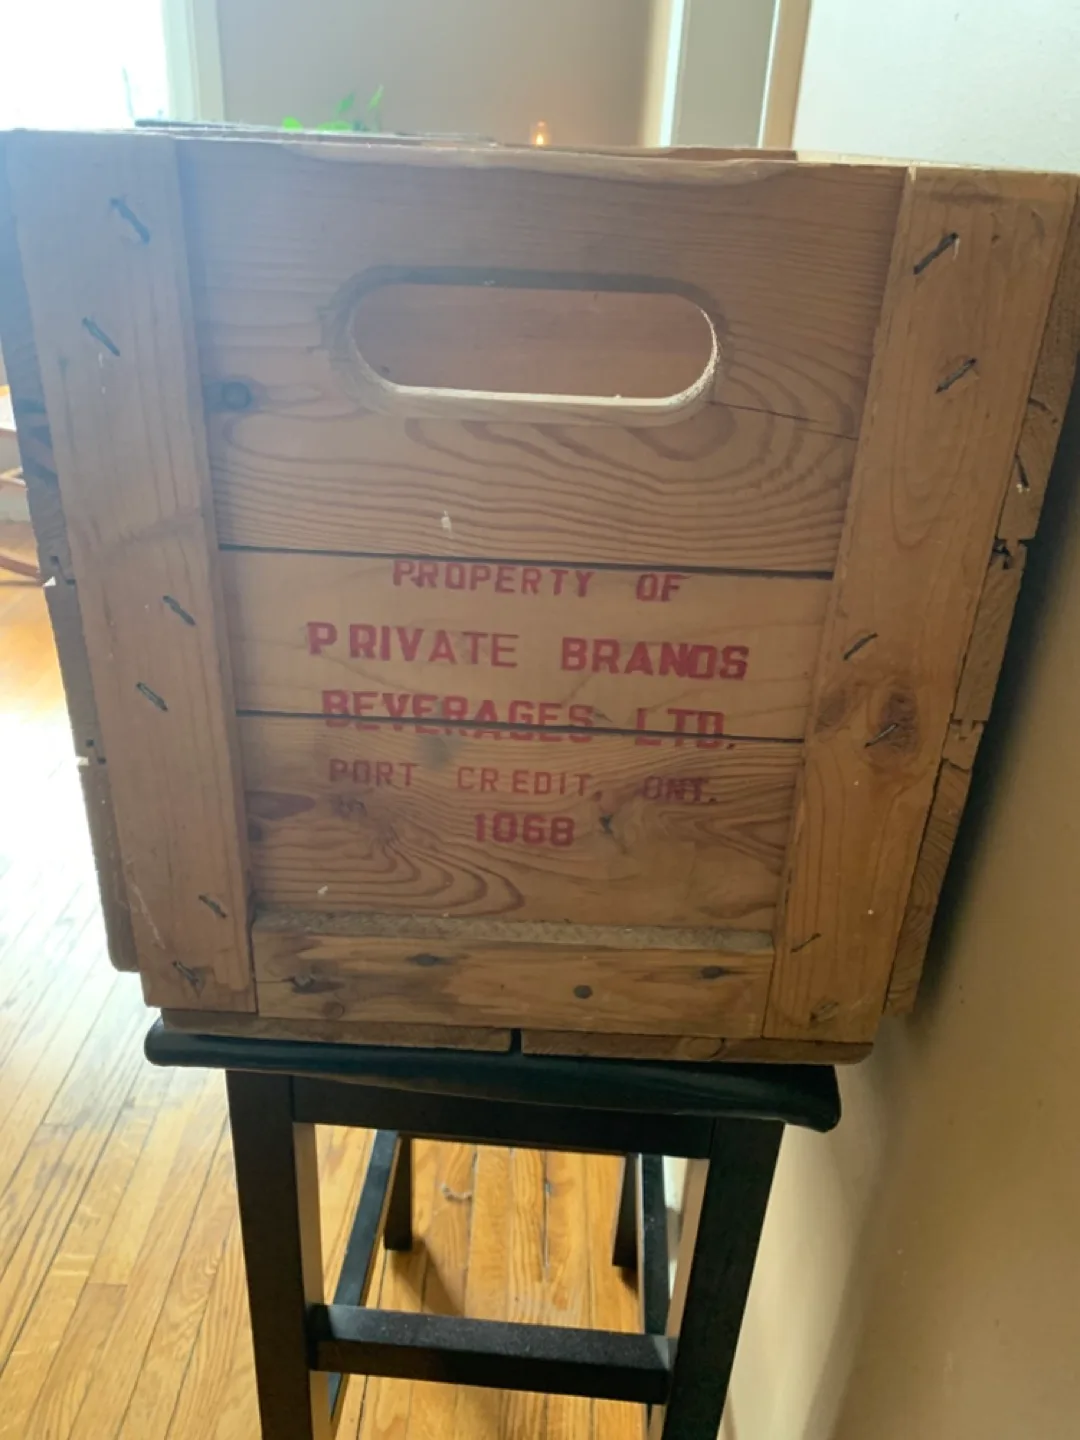 PROPERTY OF
PRIVATE BRANDS
BEVERAGES LTD.
PORT CREDIT, ONT.
1068